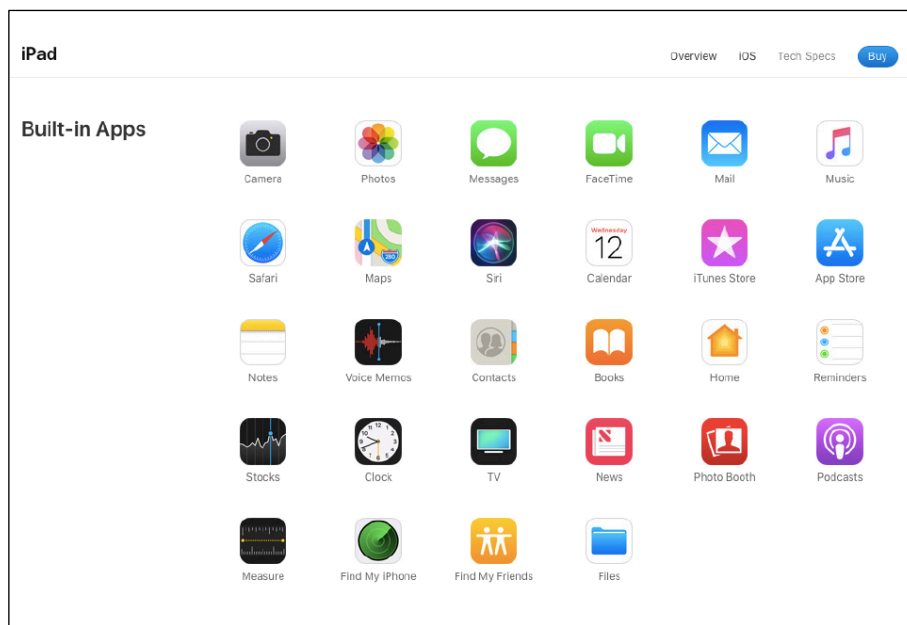 iPad
Overview iOS Tech Specs Buy
Built-in Apps
Camera Photos Messages FaceTime Mail Music
Wednesday
12
280
Safari Maps Siri Calendar iTunes Store App Store
Notes Voice Memos Contacts Books Home Reminders
12
Stocks Clock TV News Photo Booth Podcasts
Measure Find My iPhone Find My Friends Files